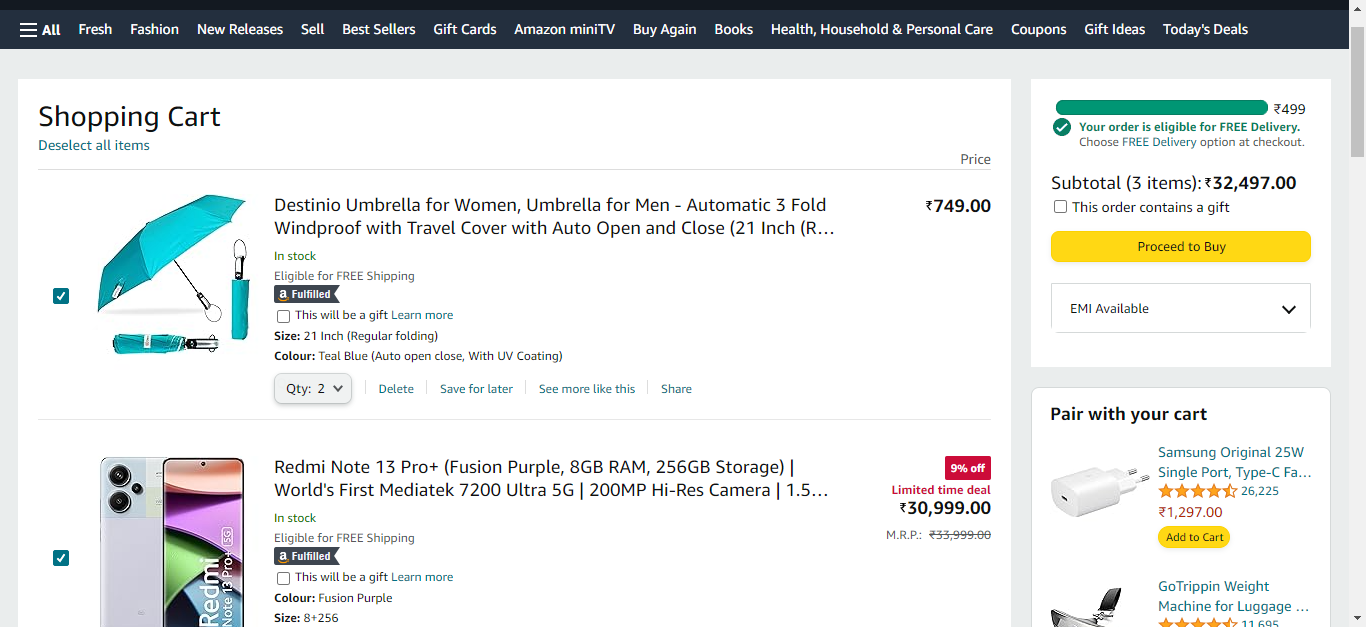 All Fresh Fashion New Releases Sell Best Sellers Gift Cards Amazon miniTV Buy Again Books Health, Household & Personal Care Coupons Gift Ideas Today's Deals
Shopping Cart
Deselect all items
Price
Destinio Umbrella for Women, Umbrella for Men - Automatic 3 Fold
Windproof with Travel Cover with Auto Open and Close (21 Inch (R…
₹749.00
In stock
Eligible for FREE Shipping
a Fulfilled
This will be a gift Learn more
Size: 21 Inch (Regular folding)
Colour: Teal Blue (Auto open close, With UV Coating)
Qty: 2 Delete Save for later See more like this Share
Redmi Note 13 Pro+ (Fusion Purple, 8GB RAM, 256GB Storage) |
World's First Mediatek 7200 Ultra 5G | 200MP Hi-Res Camera | 1.5…
9% off
Limited time deal
₹30,999.00
M.R.P.: ₹33,999.00
In stock
Eligible for FREE Shipping
a Fulfilled
This will be a gift Learn more
Colour: Fusion Purple
Size: 8+256
Redmi
Note 13 Pro+ 5G
₹499
Your order is eligible for FREE Delivery.
Choose FREE Delivery option at checkout.
Subtotal (3 items): ₹32,497.00
This order contains a gift
Proceed to Buy
EMI Available
Pair with your cart
Samsung Original 25W
Single Port, Type-C Fa…
26,225
₹1,297.00
Add to Cart
GoTrippin Weight
Machine for Luggage …
11,695